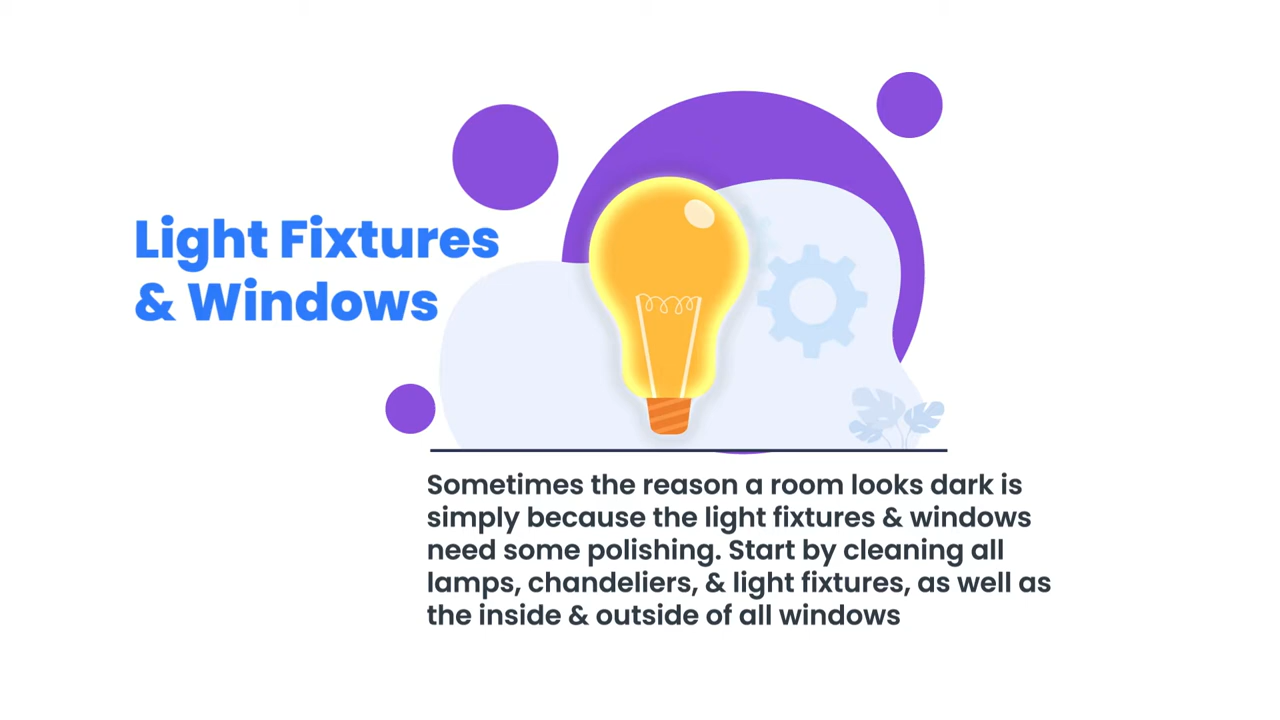 Light Fixtures
& Windows
Sometimes the reason a room looks dark is
simply because the light fixtures & windows
need some polishing. Start by cleaning all
lamps, chandeliers, & light fixtures, as well as
the inside & outside of all windows